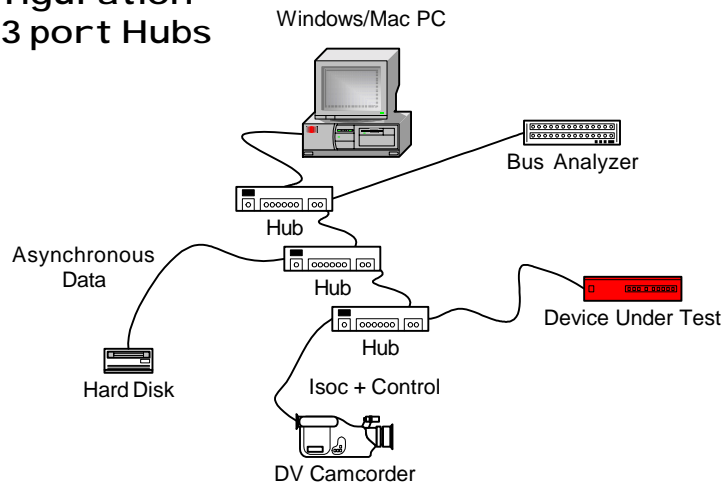 3 port Hubs
Windows/Mac PC
Bus Analyzer
Hub
Asynchronous
Data
Hub
Device Under Test
Hub
Hard Disk
Isoc + Control
DV Camcorder